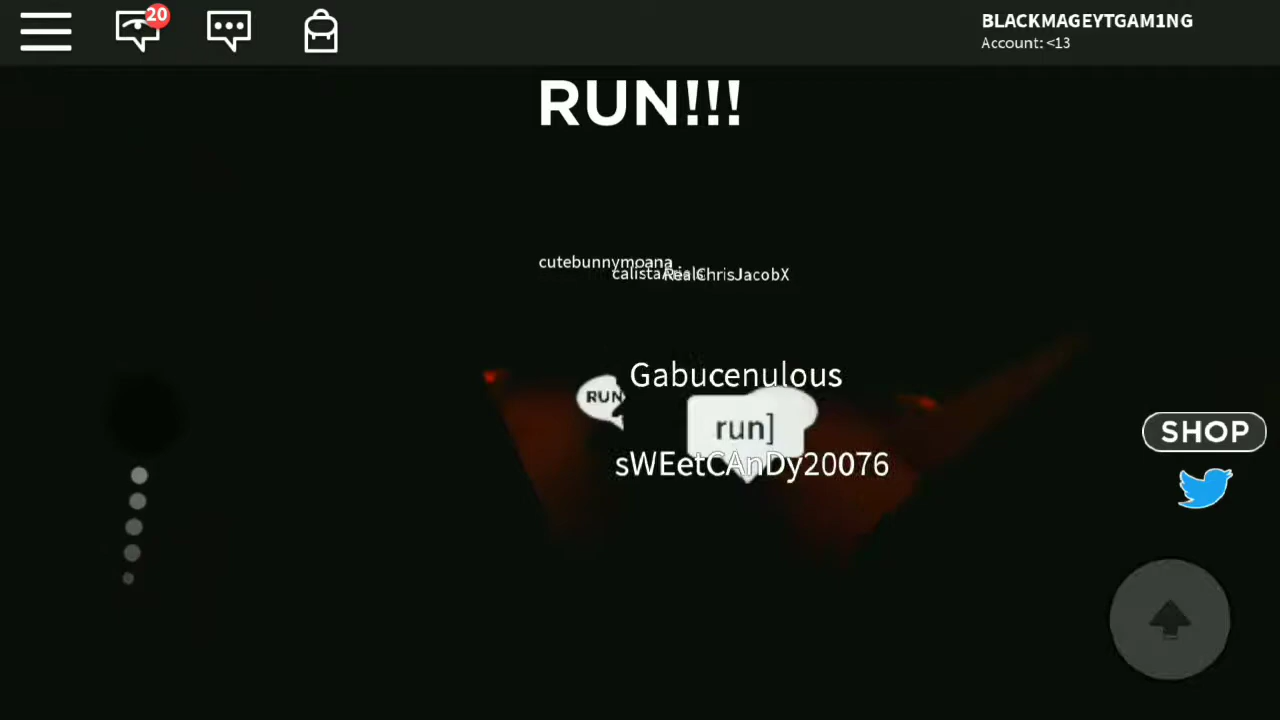 20
BLACKMAGEYTGAM1NG
Account: <13
RUN!!!
cutebunnymoana
RealChrisJacobX
Gabucenulous
RUN
run]
sWEetCAnDy20076
SHOP